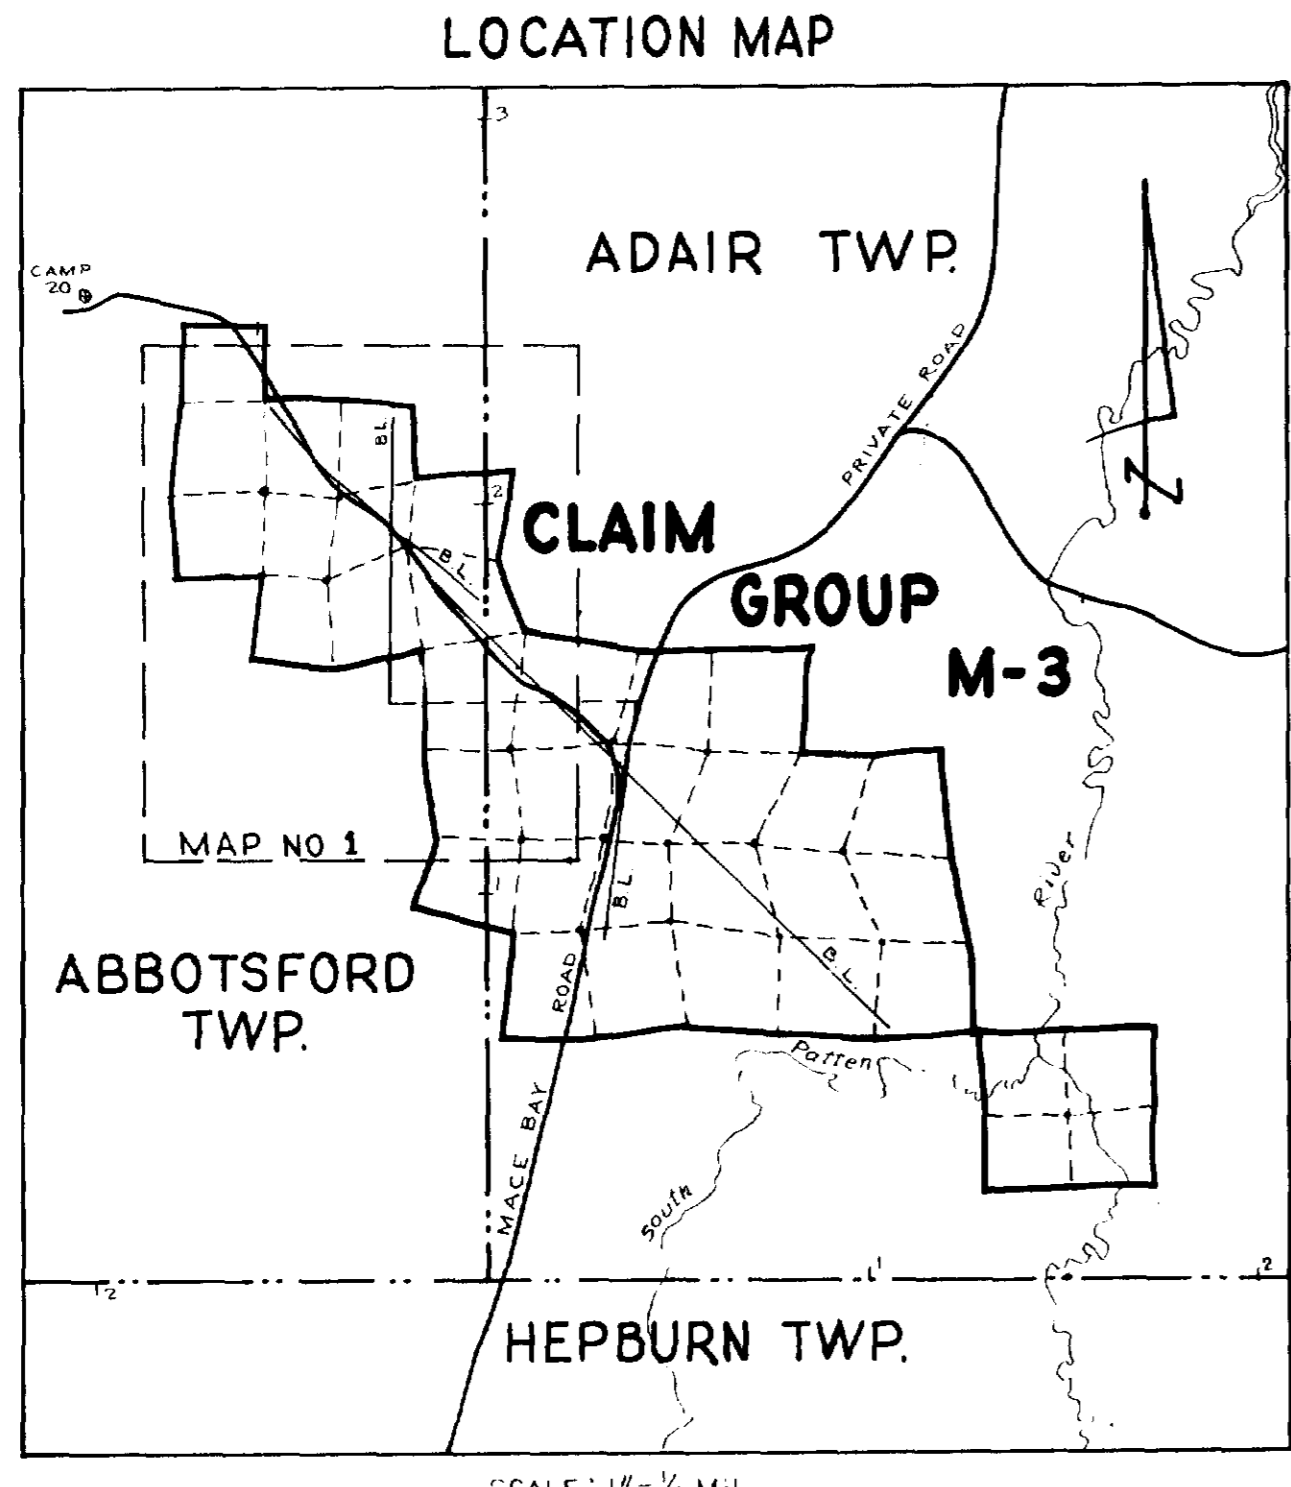 LOCATION MAP
3
ADAIR TWP.
CAMP
20
PRIVATE ROAD
B.L.
2
CLAIM
Z
B.L.
GROUP
M-3
MAP NO 1
River
1
B.L.
ABBOTSFORD
TWP.
B.L.
ROAD
Patten
MACE BAY
South
2
1
2
HEPBURN TWP.